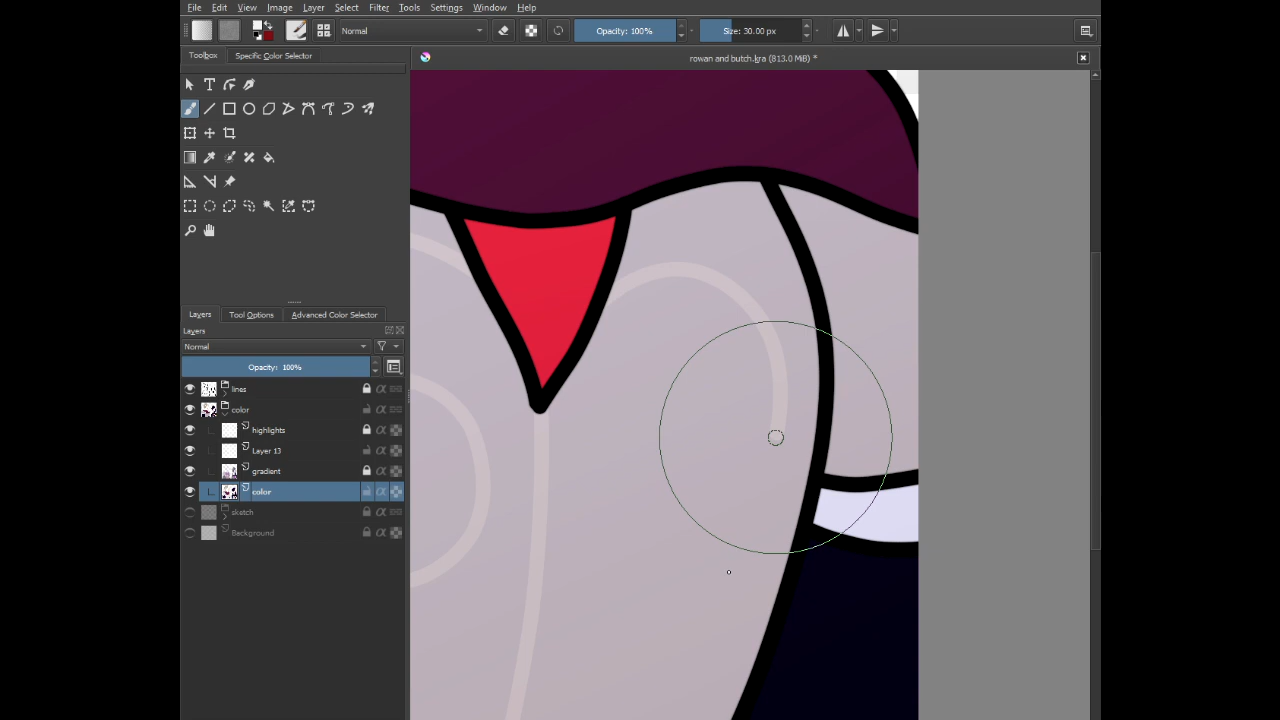 File Edit View Image Layer Select Filter Tools Settings Window Help
Normal Opacity: 100% Size: 30.00 px
Toolbox Specific Color Selector
rowan and butch.kra (813.0 MiB) *
Layers Tool Options Advanced Color Selector
Layers
Normal
Opacity: 100%
lines
color
highlights
Layer 13
gradient
color
sketch
Background